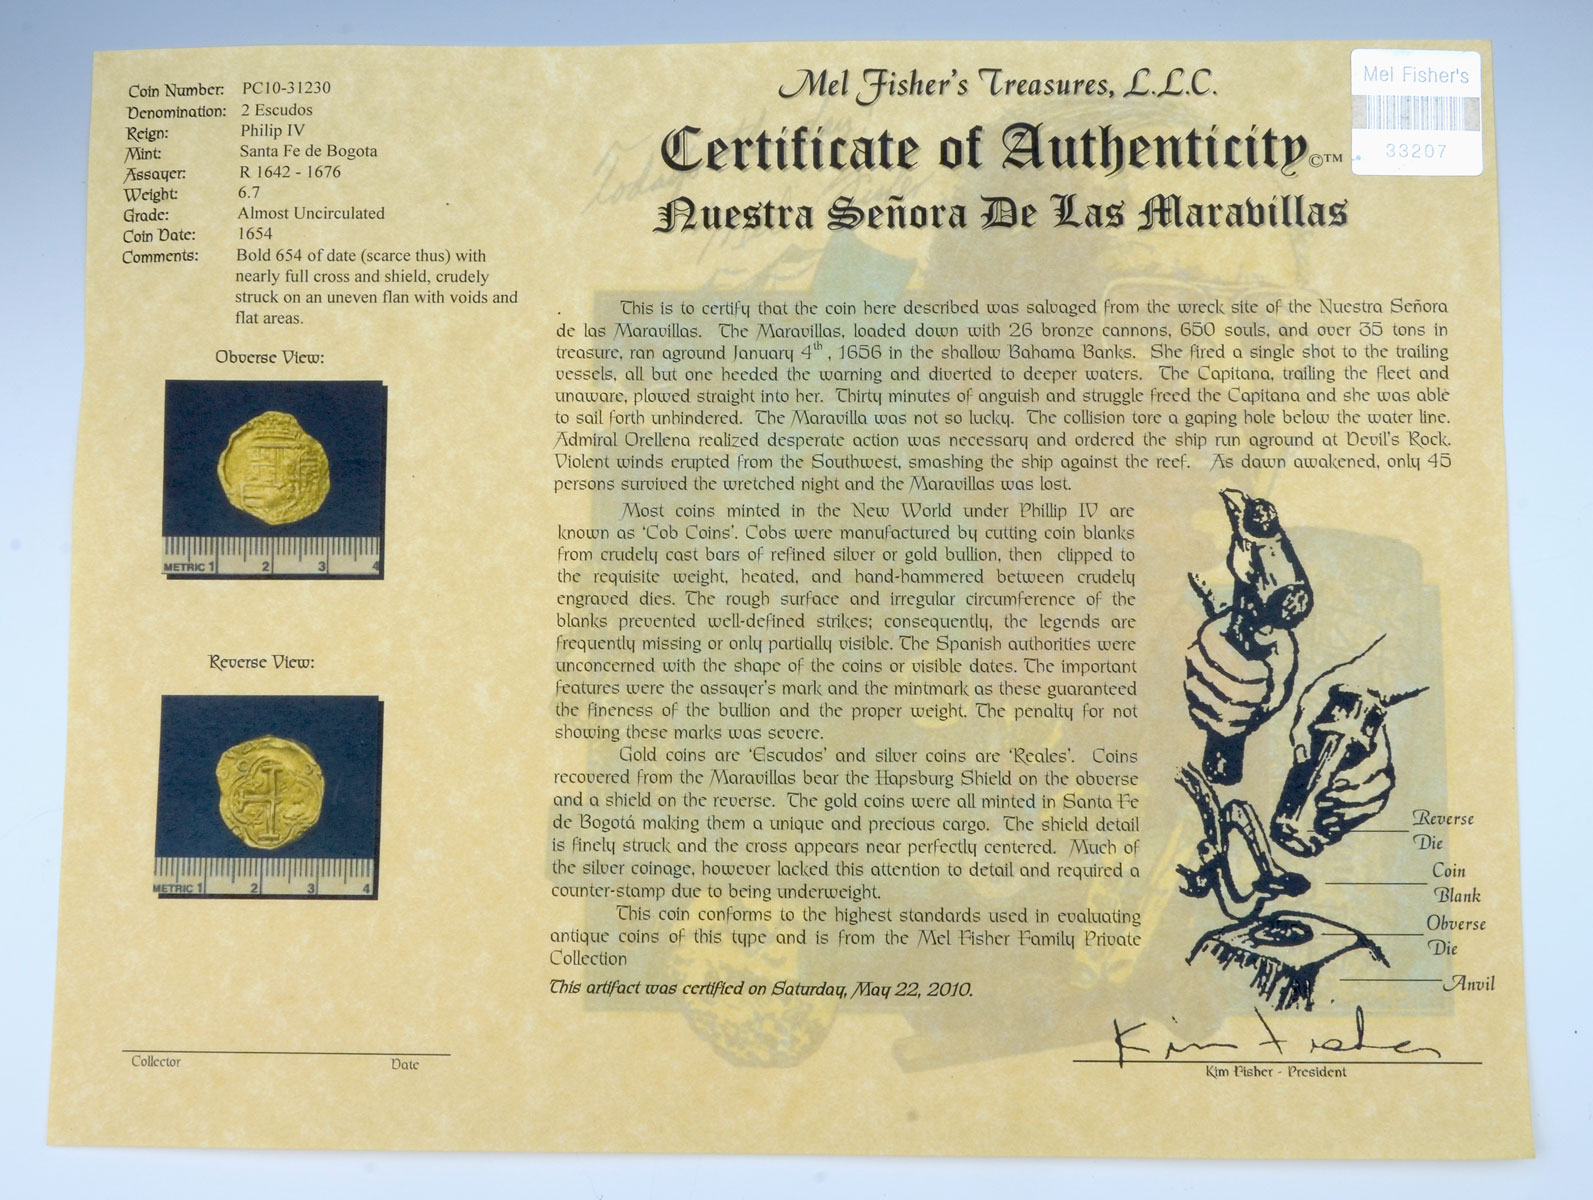 Coin Number: PC10-31230
Denomination: 2 Escudos
Reign: Philip IV
Mint: Santa Fe de Bogota
Assayer: R 1642 - 1676
Weight: 6.7
Grade: Almost Uncirculated
Coin Date: 1654
Comments: Bold 654 of date (scarce thus) with
nearly full cross and shield, crudely
struck on an uneven flan with voids and
flat areas.
Obverse View:
METRIC 1 2 3 4
Reverse View:
METRIC 1 2 3 4
Collector Date
Mel Fisher's Treasures, L.L.C.
Certificate of Authenticity©™
Nuestra Señora De Las Maravillas
Mel Fisher's
33207
. This is to certify that the coin here described was salvaged from the wreck site of the Nuestra Señora
de las Maravillas. The Maravillas, loaded down with 26 bronze cannons, 650 souls, and over 35 tons in
treasure, ran aground January 4th, 1656 in the shallow Bahama Banks. She fired a single shot to the trailing
vessels, all but one heeded the warning and diverted to deeper waters. The Capitana, trailing the fleet and
unaware, plowed straight into her. Thirty minutes of anguish and struggle freed the Capitana and she was able
to sail forth unhindered. The Maravilla was not so lucky. The collision tore a gaping hole below the water line.
Admiral Orellena realized desperate action was necessary and ordered the ship run aground at Devil's Rock.
Violent winds erupted from the Southwest, smashing the ship against the reef. As dawn awakened, only 45
persons survived the wretched night and the Maravillas was lost.
Most coins minted in the New World under Phillip IV are
known as 'Cob Coins'. Cobs were manufactured by cutting coin blanks
from crudely cast bars of refined silver or gold bullion, then clipped to
the requisite weight, heated, and hand-hammered between crudely
engraved dies. The rough surface and irregular circumference of the
blanks prevented well-defined strikes; consequently, the legends are
frequently missing or only partially visible. The Spanish authorities were
unconcerned with the shape of the coins or visible dates. The important
features were the assayer's mark and the mintmark as these guaranteed
the fineness of the bullion and the proper weight. The penalty for not
showing these marks was severe.
Gold coins are 'Escudos' and silver coins are 'Reales'. Coins
recovered from the Maravillas bear the Hapsburg Shield on the obverse
and a shield on the reverse. The gold coins were all minted in Santa Fe
de Bogotá making them a unique and precious cargo. The shield detail
is finely struck and the cross appears near perfectly centered. Much of
the silver coinage, however lacked this attention to detail and required a
counter-stamp due to being underweight.
This coin conforms to the highest standards used in evaluating
antique coins of this type and is from the Mel Fisher Family Private
Collection
This artifact was certified on Saturday, May 22, 2010.
Reverse
Die
Coin
Blank
Obverse
Die
Anvil
Kim Fisher
Kim Fisher - President